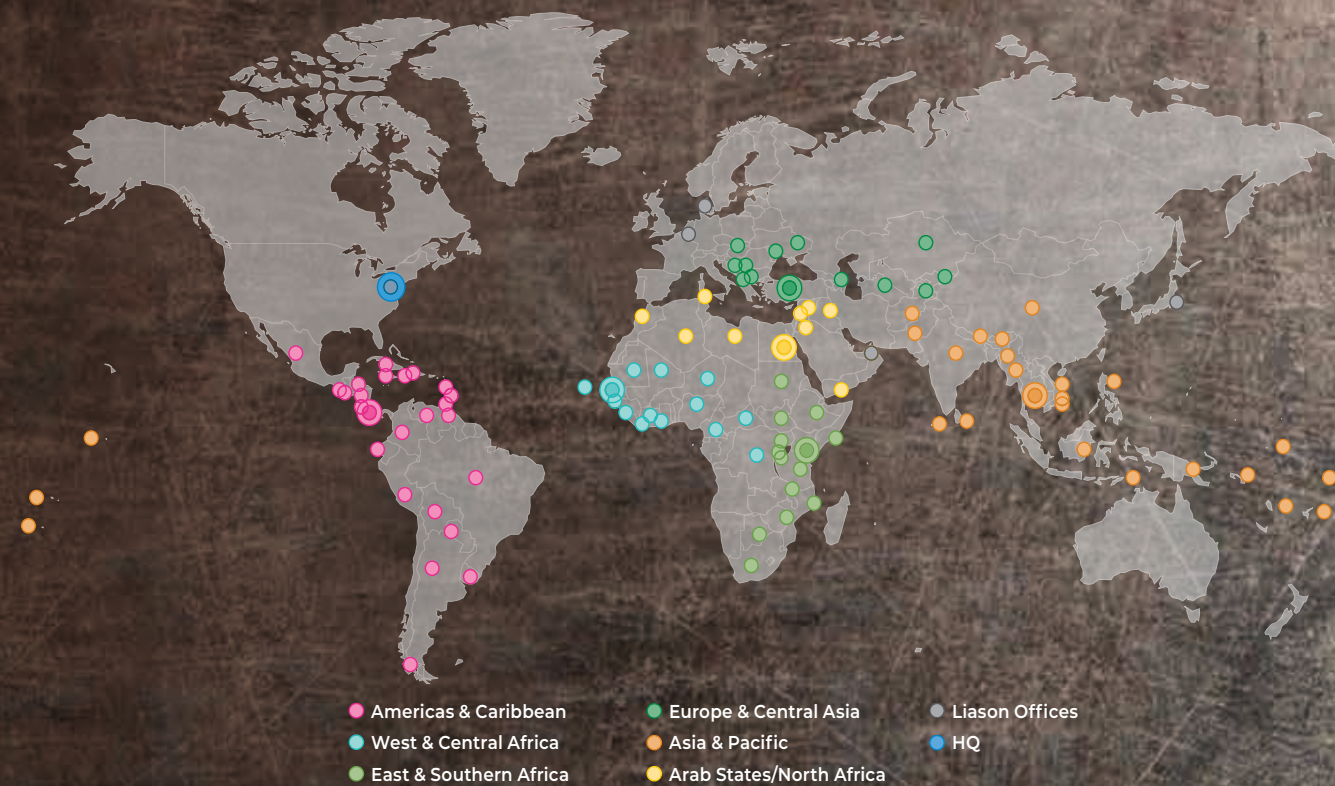 Americas & Caribbean
West & Central Africa
East & Southern Africa
Europe & Central Asia
Asia & Pacific
Arab States/North Africa
Liason Offices
HQ